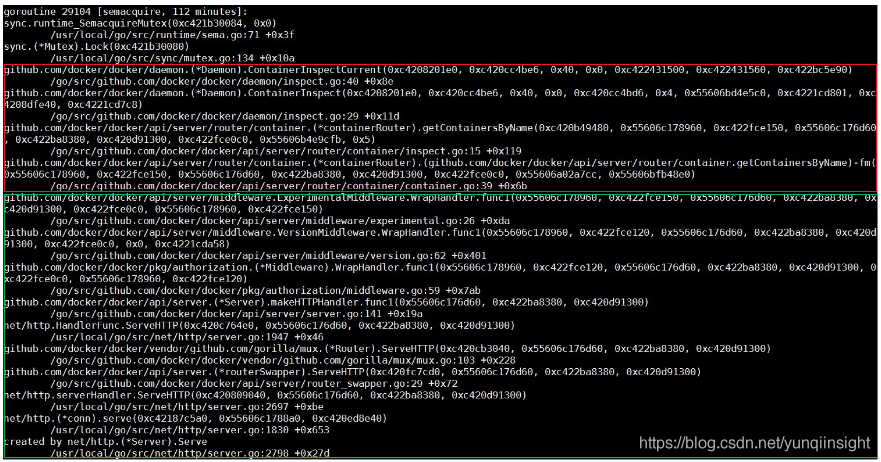 goroutine 29104 [semacquire, 112 minutes]:
sync.runtime_SemacquireMutex(0xc421b30084, 0x0)
/usr/local/go/src/runtime/sema.go:71 +0x3f
sync.(*Mutex).Lock(0xc421b30080)
/usr/local/go/src/sync/mutex.go:134 +0x10a
github.com/docker/docker/daemon.(*Daemon).ContainerInspectCurrent(0xc4208201e0, 0xc420cc4be6, 0x40, 0x0, 0xc422431500, 0xc422431560, 0xc422bc5e90)
/go/src/github.com/docker/docker/daemon/inspect.go:40 +0x8e
github.com/docker/docker/daemon.(*Daemon).ContainerInspect(0xc4208201e0, 0xc420cc4be6, 0x40, 0x0, 0xc420cc4bd6, 0x4, 0x55606bd4e5c0, 0xc4221cd801, 0xc
4208dfe40, 0xc4221cd7c8)
/go/src/github.com/docker/docker/daemon/inspect.go:29 +0x11d
github.com/docker/docker/api/server/router/container.(*containerRouter).getContainersByName(0xc420b49480, 0x55606c178960, 0xc422fce150, 0x55606c176d60
, 0xc422ba8380, 0xc420d91300, 0xc422fce0c0, 0x55606b4e9cfb, 0x5)
/go/src/github.com/docker/docker/api/server/router/container/inspect.go:15 +0x119
github.com/docker/docker/api/server/router/container.(*containerRouter).(github.com/docker/docker/api/server/router/container.getContainersByName)-fm(
0x55606c178960, 0xc422fce150, 0x55606c176d60, 0xc422ba8380, 0xc420d91300, 0xc422fce0c0, 0x55606a02a7cc, 0x55606bfb48e0)
/go/src/github.com/docker/docker/api/server/router/container/container.go:39 +0x6b
github.com/docker/docker/api/server/middleware.ExperimentalMiddleware.WrapHandler.func1(0x55606c178960, 0xc422fce150, 0x55606c176d60, 0xc422ba8380, 0x
c420d91300, 0xc422fce0c0, 0x55606c178960, 0xc422fce150)
/go/src/github.com/docker/docker/api/server/middleware/experimental.go:26 +0xda
github.com/docker/docker/api/server/middleware.VersionMiddleware.WrapHandler.func1(0x55606c178960, 0xc422fce120, 0x55606c176d60, 0xc422ba8380, 0xc420d
91300, 0xc422fce0c0, 0x0, 0xc4221cda58)
/go/src/github.com/docker/docker/api/server/middleware/version.go:62 +0x401
github.com/docker/docker/pkg/authorization.(*Middleware).WrapHandler.func1(0x55606c178960, 0xc422fce120, 0x55606c176d60, 0xc422ba8380, 0xc420d91300, 0
xc422fce0c0, 0x55606c178960, 0xc422fce120)
/go/src/github.com/docker/docker/pkg/authorization/middleware.go:59 +0x7ab
github.com/docker/docker/api/server.(*Server).makeHTTPHandler.func1(0x55606c176d60, 0xc422ba8380, 0xc420d91300)
/go/src/github.com/docker/docker/api/server/server.go:141 +0x19a
net/http.HandlerFunc.ServeHTTP(0xc420c764e0, 0x55606c176d60, 0xc422ba8380, 0xc420d91300)
/usr/local/go/src/net/http/server.go:1947 +0x46
github.com/docker/docker/vendor/github.com/gorilla/mux.(*Router).ServeHTTP(0xc420cb3040, 0x55606c176d60, 0xc422ba8380, 0xc420d91300)
/go/src/github.com/docker/docker/vendor/github.com/gorilla/mux/mux.go:103 +0x228
github.com/docker/docker/api/server.(*routerSwapper).ServeHTTP(0xc420fc7cd0, 0x55606c176d60, 0xc422ba8380, 0xc420d91300)
/go/src/github.com/docker/docker/api/server/router_swapper.go:29 +0x72
net/http.serverHandler.ServeHTTP(0xc420809040, 0x55606c176d60, 0xc422ba8380, 0xc420d91300)
/usr/local/go/src/net/http/server.go:2697 +0xbe
net/http.(*conn).serve(0xc42187c5a0, 0x55606c1788a0, 0xc420ed8e40)
/usr/local/go/src/net/http/server.go:1830 +0x653
created by net/http.(*Server).Serve
/usr/local/go/src/net/http/server.go:2798 +0x27d
https://blog.csdn.net/yunqiinsight